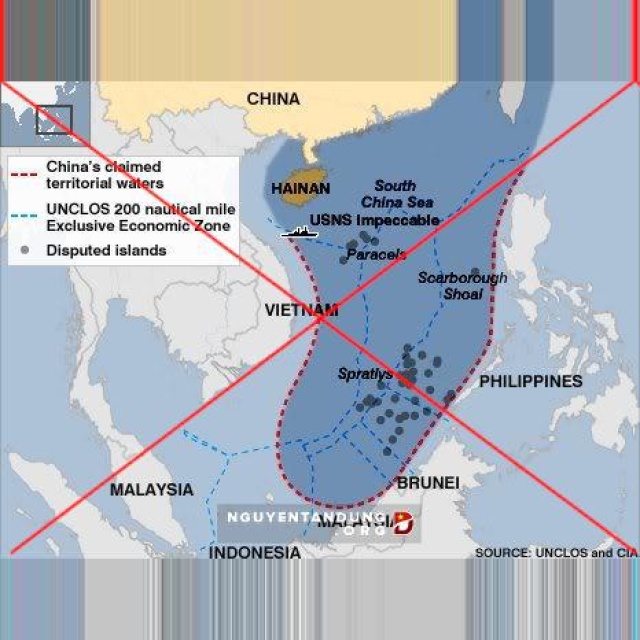 CHINA
China's claimed
territorial waters
UNCLOS 200 nautical mile
Exclusive Economic Zone
Disputed islands
HAINAN
South
China Sea
USNS Impeccable
Paracels
Scarborough
Shoal
VIETNAM
Spratlys
PHILIPPINES
BRUNEI
MALAYSIA
NGUYENTANDUNG
.ORG
MALAYSIA
INDONESIA
SOURCE: UNCLOS and CIA